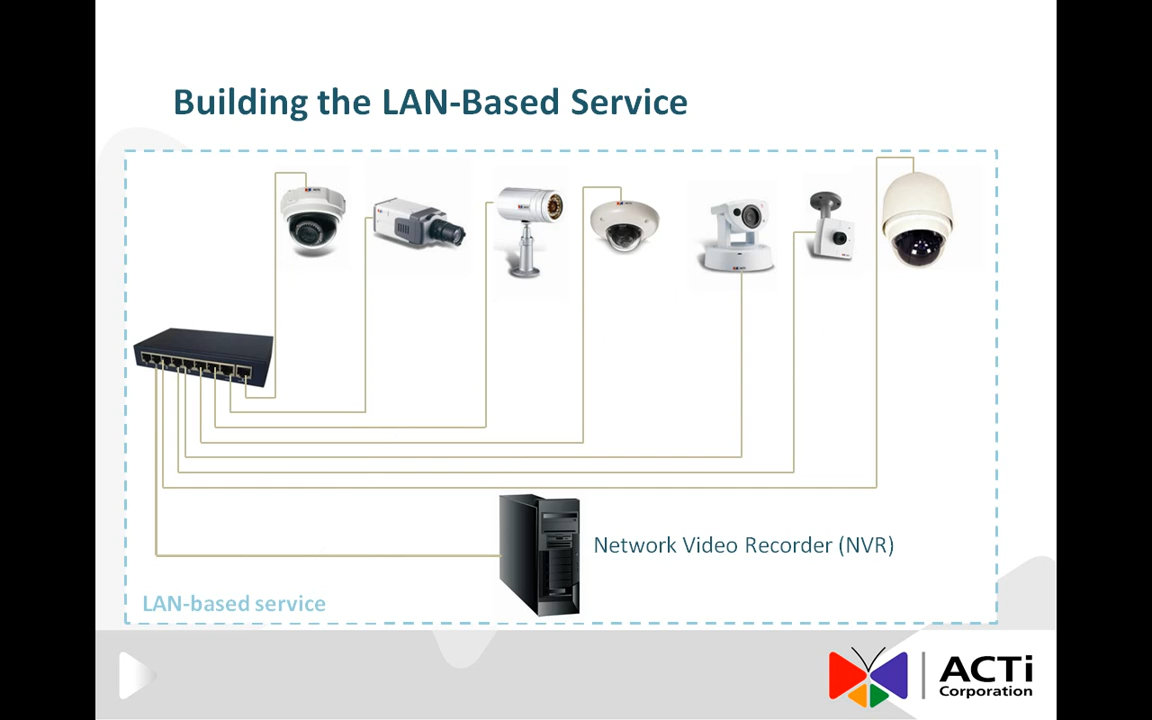 Building the LAN-Based Service
Network Video Recorder (NVR)
LAN-based service
ACTi
Corporation